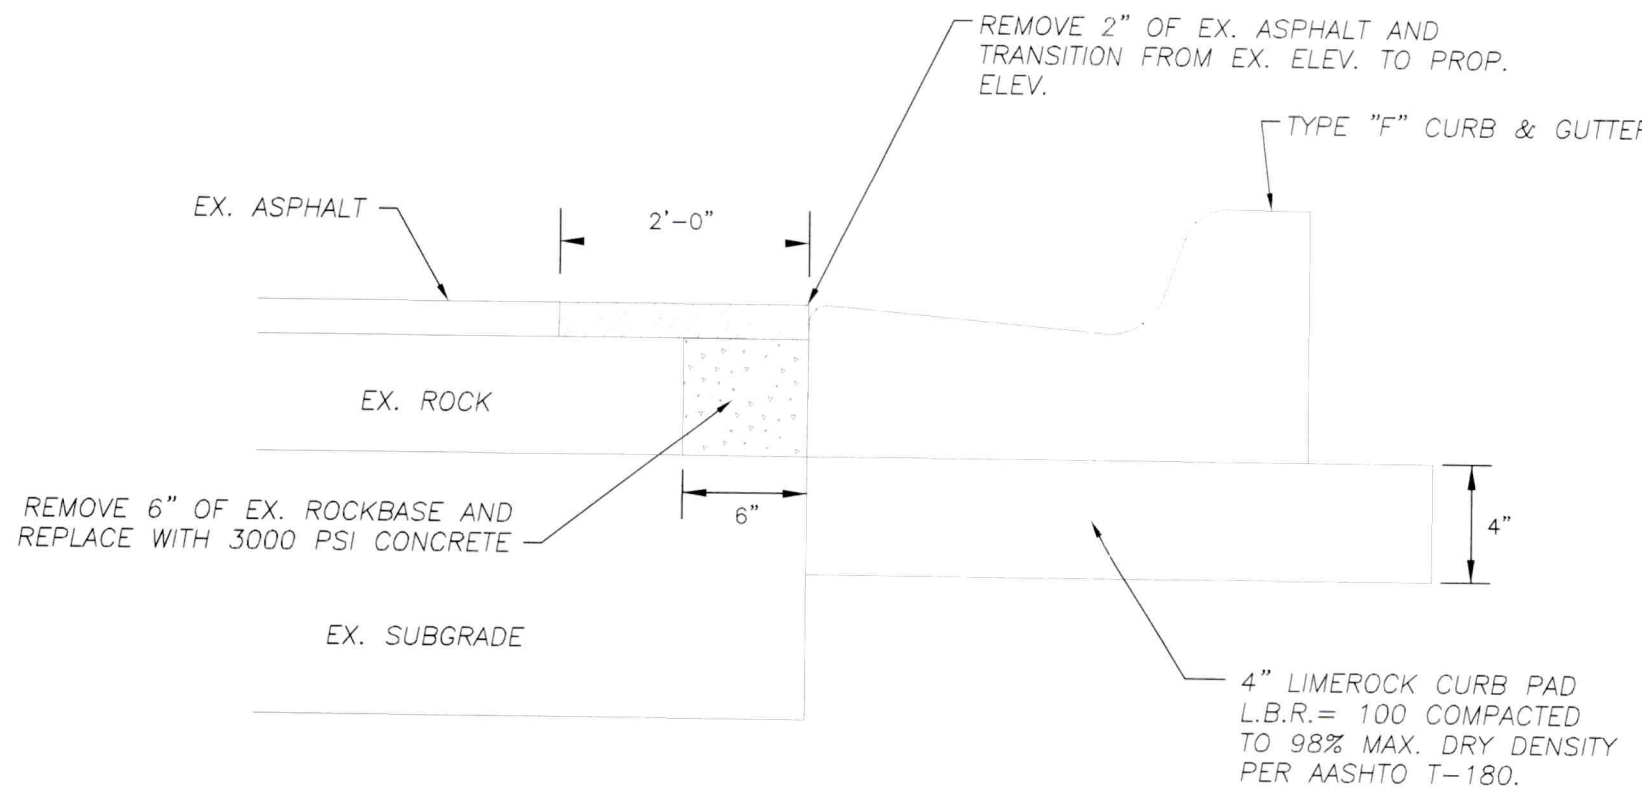 REMOVE 2" OF EX. ASPHALT AND
TRANSITION FROM EX. ELEV. TO PROP.
ELEV.
TYPE "F" CURB & GUTTER
EX. ASPHALT
2'-0"
EX. ROCK
REMOVE 6" OF EX. ROCKBASE AND
REPLACE WITH 3000 PSI CONCRETE
6"
4"
EX. SUBGRADE
4" LIMEROCK CURB PAD
L.B.R.= 100 COMPACTED
TO 98% MAX. DRY DENSITY
PER AASHTO T-180.